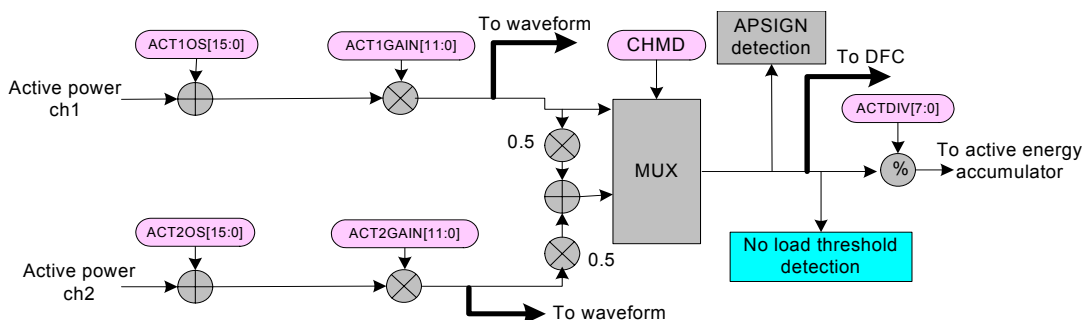 To waveform
APSIGN
detection
ACT1OS[15:0]
ACT1GAIN[11:0]
CHMD
To DFC
Active power
ch1
ACTDIV[7:0]
0.5
MUX
%
To active energy
accumulator
ACT2OS[15:0]
ACT2GAIN[11:0]
No load threshold
detection
0.5
Active power
ch2
To waveform